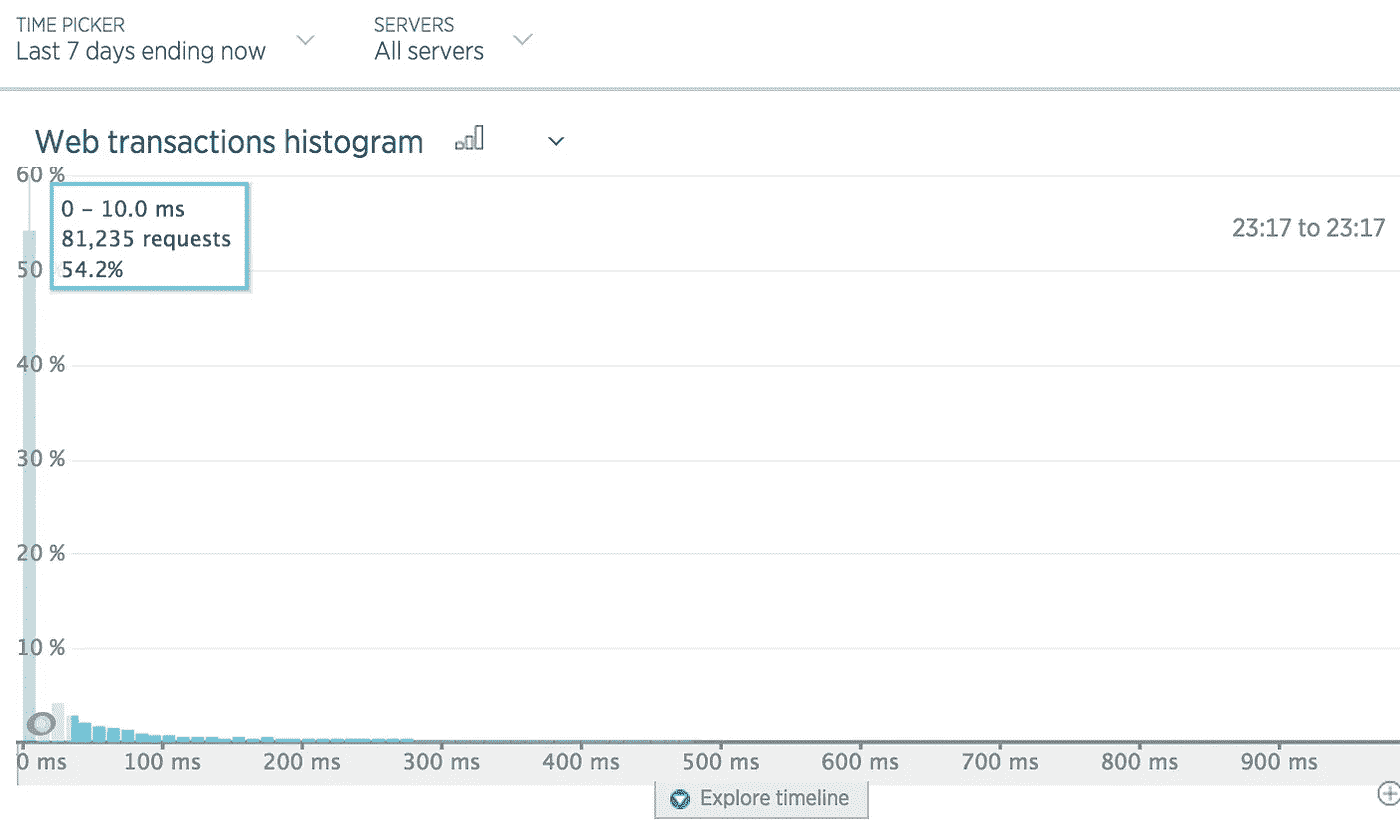 TIME PICKER
Last 7 days ending now
SERVERS
All servers
Web transactions histogram
60 %
0 – 10.0 ms
81,235 requests
54.2%
23:17 to 23:17
50
40 %
30 %
20 %
10 %
0 ms 100 ms 200 ms 300 ms 400 ms 500 ms 600 ms 700 ms 800 ms 900 ms
Explore timeline